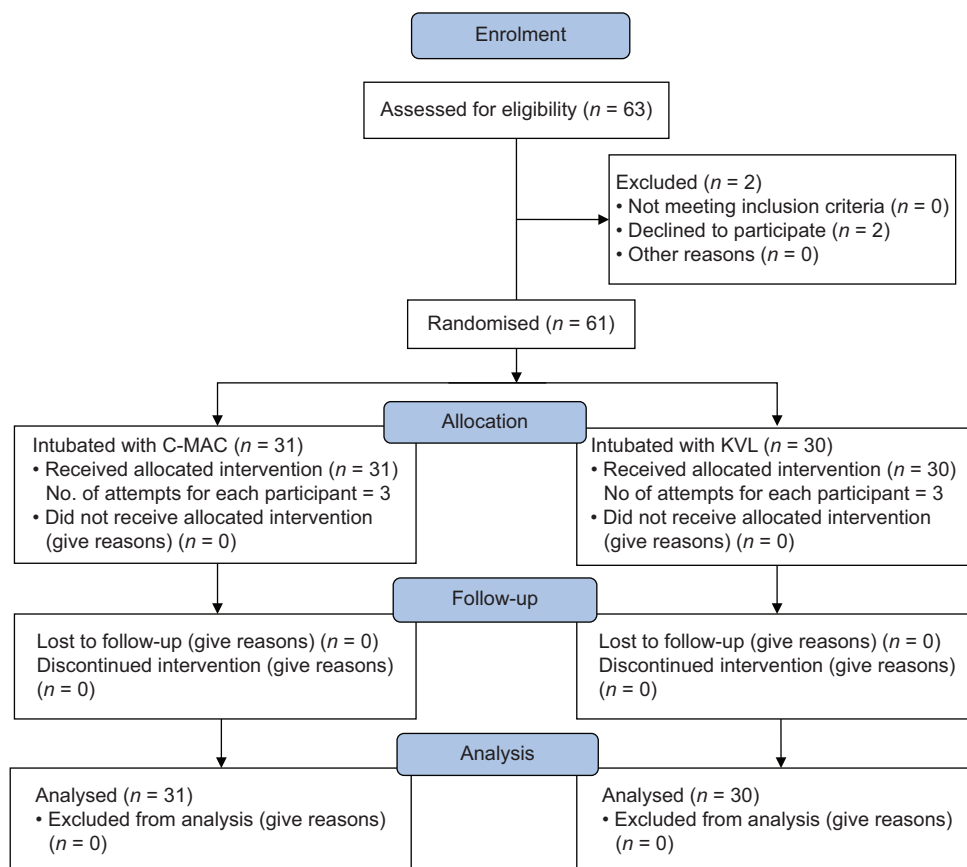 Enrolment
Assessed for eligibility (n = 63)
Excluded (n = 2)
• Not meeting inclusion criteria (n = 0)
• Declined to participate (n = 2)
• Other reasons (n = 0)
Randomised (n = 61)
Allocation
Intubated with C-MAC (n = 31)
• Received allocated intervention (n = 31)
No. of attempts for each participant = 3
• Did not receive allocated intervention
(give reasons) (n = 0)
Intubated with KVL (n = 30)
• Received allocated intervention (n = 30)
No of attempts for each participant = 3
• Did not receive allocated intervention
(give reasons) (n = 0)
Follow-up
Lost to follow-up (give reasons) (n = 0)
Discontinued intervention (give reasons)
(n = 0)
Lost to follow-up (give reasons) (n = 0)
Discontinued intervention (give reasons)
(n = 0)
Analysis
Analysed (n = 31)
• Excluded from analysis (give reasons)
(n = 0)
Analysed (n = 30)
• Excluded from analysis (give reasons)
(n = 0)